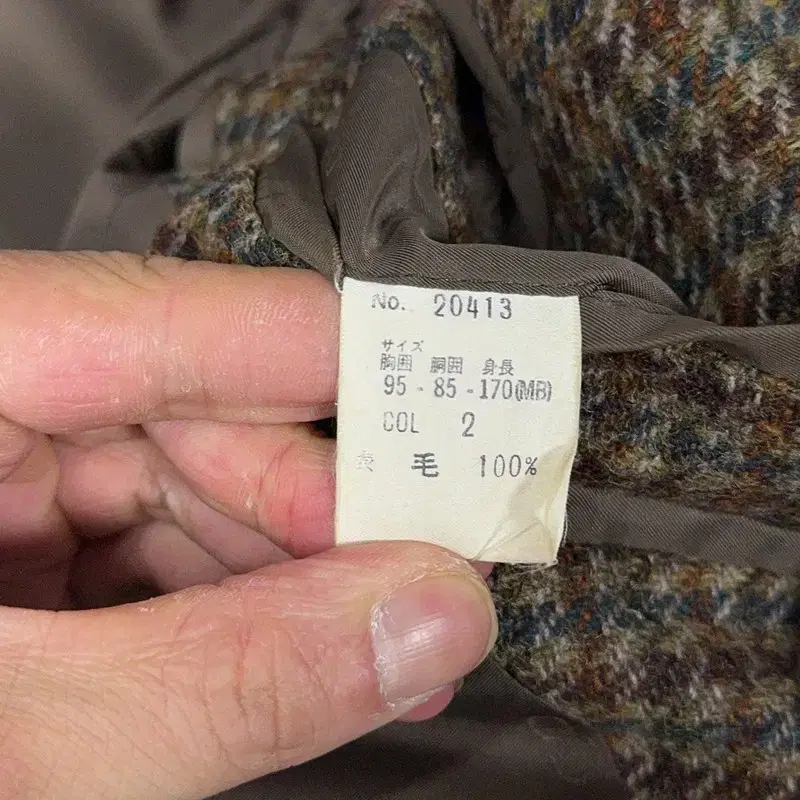 No. 20413
サイズ
胸囲 胴囲 身長
95 - 85 - 170(MB)
COL 2
表 毛 100%